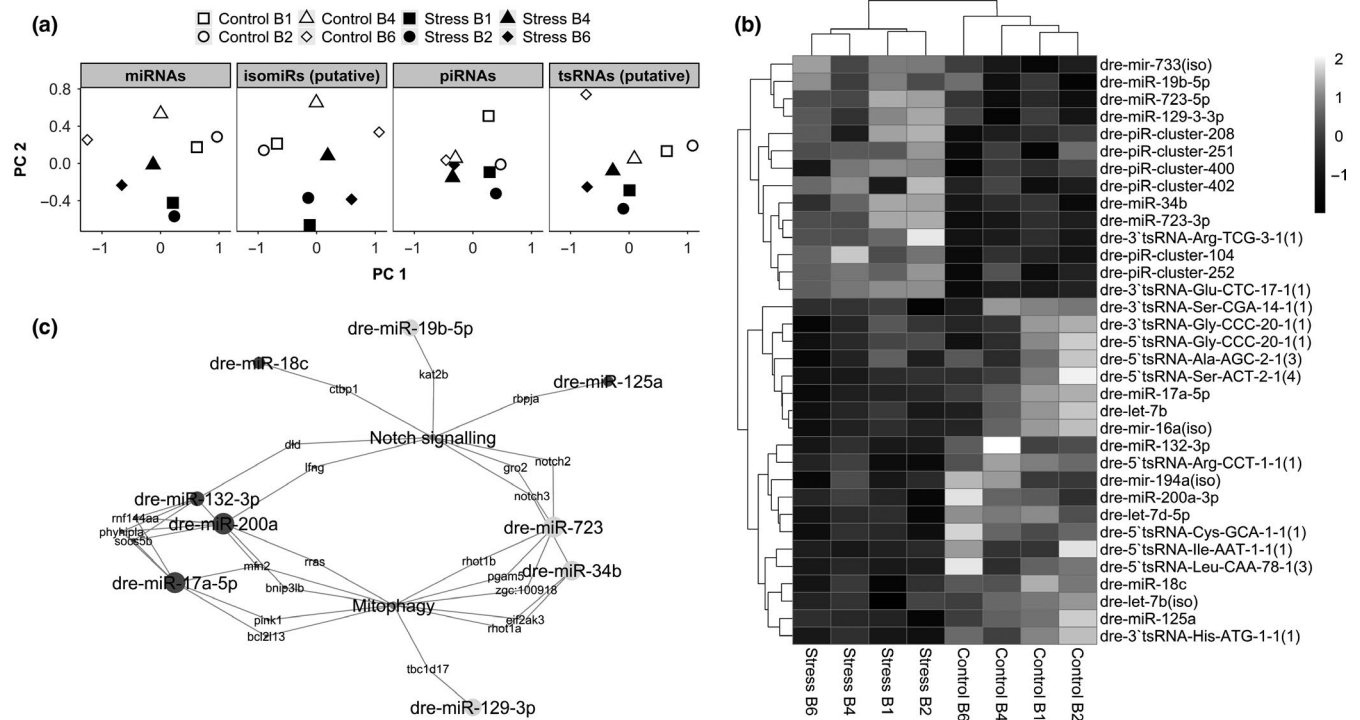 (a)
Control B1 Control B4 Stress B1 Stress B4
Control B2 Control B6 Stress B2 Stress B6
miRNAs isomiRs (putative) piRNAs tsRNAs (putative)
PC 2
0.8
0.4
0.0
−0.4
−1 0 1 −1 0 1 −1 0 1 −1 0 1
PC 1
(b)
2
1
0
−1
dre-mir-733(iso)
dre-miR-19b-5p
dre-miR-723-5p
dre-miR-129-3-3p
dre-piR-cluster-208
dre-piR-cluster-251
dre-piR-cluster-400
dre-piR-cluster-402
dre-miR-34b
dre-miR-723-3p
dre-3`tsRNA-Arg-TCG-3-1(1)
dre-piR-cluster-104
dre-piR-cluster-252
dre-3`tsRNA-Glu-CTC-17-1(1)
dre-3`tsRNA-Ser-CGA-14-1(1)
dre-3`tsRNA-Gly-CCC-20-1(1)
dre-5`tsRNA-Gly-CCC-20-1(1)
dre-5`tsRNA-Ala-AGC-2-1(3)
dre-5`tsRNA-Ser-ACT-2-1(4)
dre-miR-17a-5p
dre-let-7b
dre-mir-16a(iso)
dre-miR-132-3p
dre-5`tsRNA-Arg-CCT-1-1(1)
dre-mir-194a(iso)
dre-miR-200a-3p
dre-let-7d-5p
dre-5`tsRNA-Cys-GCA-1-1(1)
dre-5`tsRNA-Ile-AAT-1-1(1)
dre-5`tsRNA-Leu-CAA-78-1(3)
dre-miR-18c
dre-let-7b(iso)
dre-miR-125a
dre-3`tsRNA-His-ATG-1-1(1)
Stress B6
Stress B4
Stress B1
Stress B2
Control B6
Control B4
Control B1
Control B2
(c)
dre-miR-19b-5p
dre-miR-18c
kat2b
dre-miR-125a
ctbp1
rbpja
Notch signalling
dld
lfng
gro2
notch2
notch3
dre-miR-132-3p
rnf144aa
dre-miR-200a
dre-miR-723
phyhipla
socs5b
rras
rhot1b
mfn2
dre-miR-17a-5p
pgam5
dre-miR-34b
bnip3lb
zgc:100918
Mitophagy
pink1
eif2ak3
bcl2l13
rhot1a
tbc1d17
dre-miR-129-3p